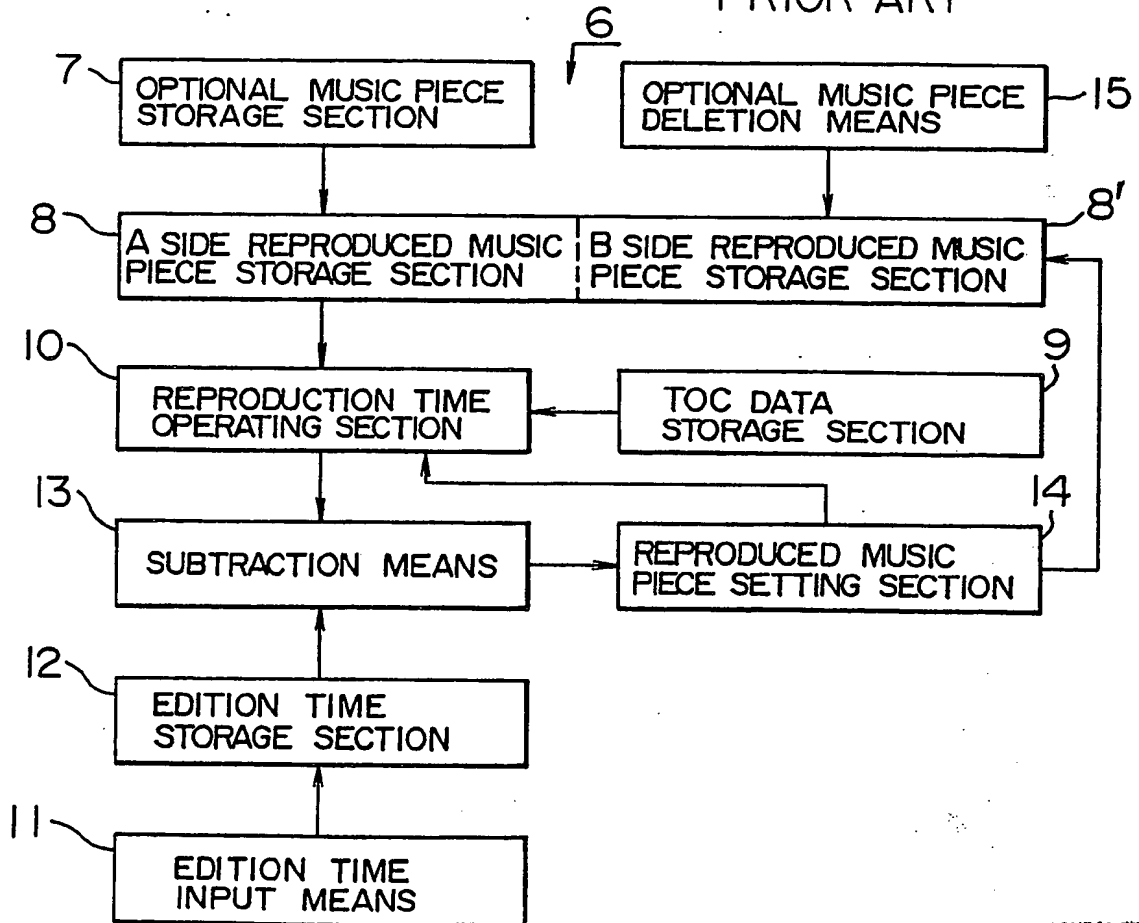 PRIOR ART
6
7
OPTIONAL MUSIC PIECE
STORAGE SECTION
OPTIONAL MUSIC PIECE
DELETION MEANS
15
8
A SIDE REPRODUCED MUSIC
PIECE STORAGE SECTION
B SIDE REPRODUCED MUSIC
PIECE STORAGE SECTION
8'
10
REPRODUCTION TIME
OPERATING SECTION
TOC DATA
STORAGE SECTION
9
13
SUBTRACTION MEANS
REPRODUCED MUSIC
PIECE SETTING SECTION
14
12
EDITION TIME
STORAGE SECTION
11
EDITION TIME
INPUT MEANS